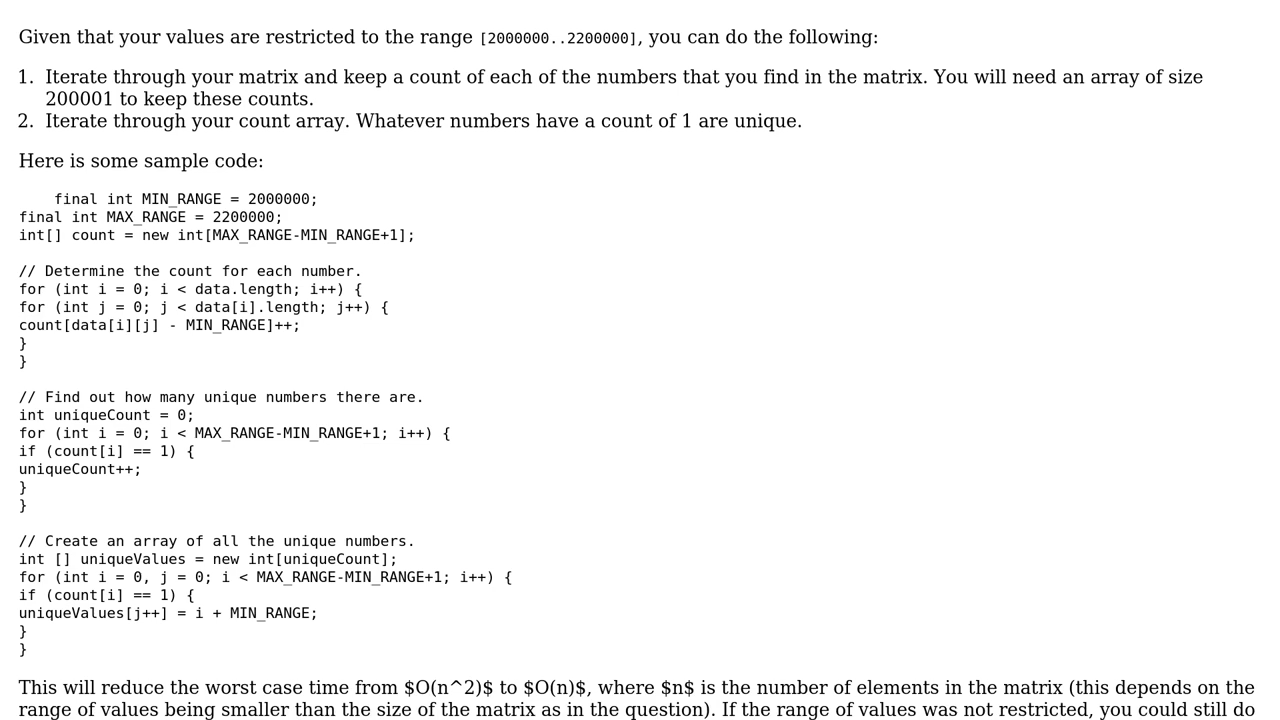 Given that your values are restricted to the range [2000000..2200000], you can do the following:
1. Iterate through your matrix and keep a count of each of the numbers that you find in the matrix. You will need an array of size
200001 to keep these counts.
2. Iterate through your count array. Whatever numbers have a count of 1 are unique.
Here is some sample code:
    final int MIN_RANGE = 2000000;
final int MAX_RANGE = 2200000;
int[] count = new int[MAX_RANGE-MIN_RANGE+1];
// Determine the count for each number.
for (int i = 0; i < data.length; i++) {
for (int j = 0; j < data[i].length; j++) {
count[data[i][j] - MIN_RANGE]++;
}
}
// Find out how many unique numbers there are.
int uniqueCount = 0;
for (int i = 0; i < MAX_RANGE-MIN_RANGE+1; i++) {
if (count[i] == 1) {
uniqueCount++;
}
}
// Create an array of all the unique numbers.
int [] uniqueValues = new int[uniqueCount];
for (int i = 0, j = 0; i < MAX_RANGE-MIN_RANGE+1; i++) {
if (count[i] == 1) {
uniqueValues[j++] = i + MIN_RANGE;
}
}
This will reduce the worst case time from $O(n^2)$ to $O(n)$, where $n$ is the number of elements in the matrix (this depends on the
range of values being smaller than the size of the matrix as in the question). If the range of values was not restricted, you could still do